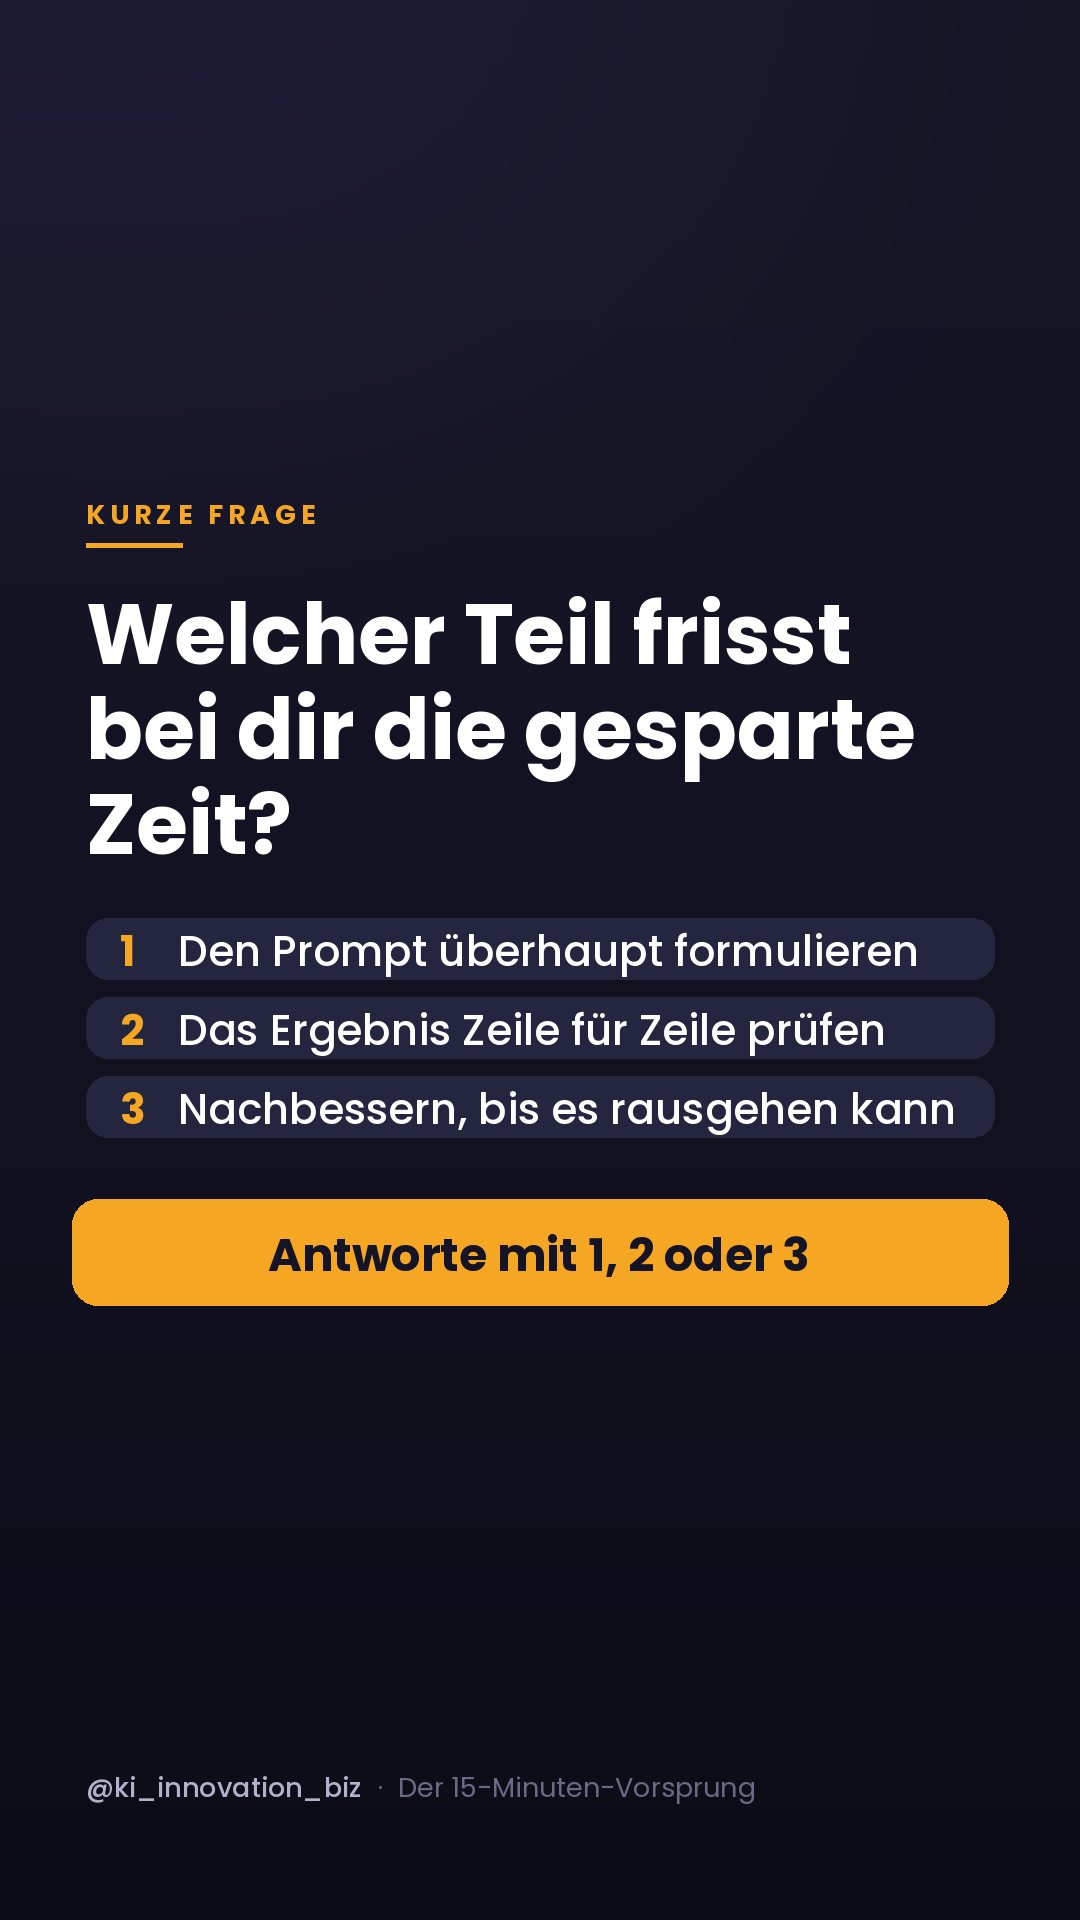 KURZE FRAGE
Welcher Teil frisst
bei dir die gesparte
Zeit?
1 Den Prompt überhaupt formulieren
2 Das Ergebnis Zeile für Zeile prüfen
3 Nachbessern, bis es rausgehen kann
Antworte mit 1, 2 oder 3
@ki_innovation_biz · Der 15-Minuten-Vorsprung